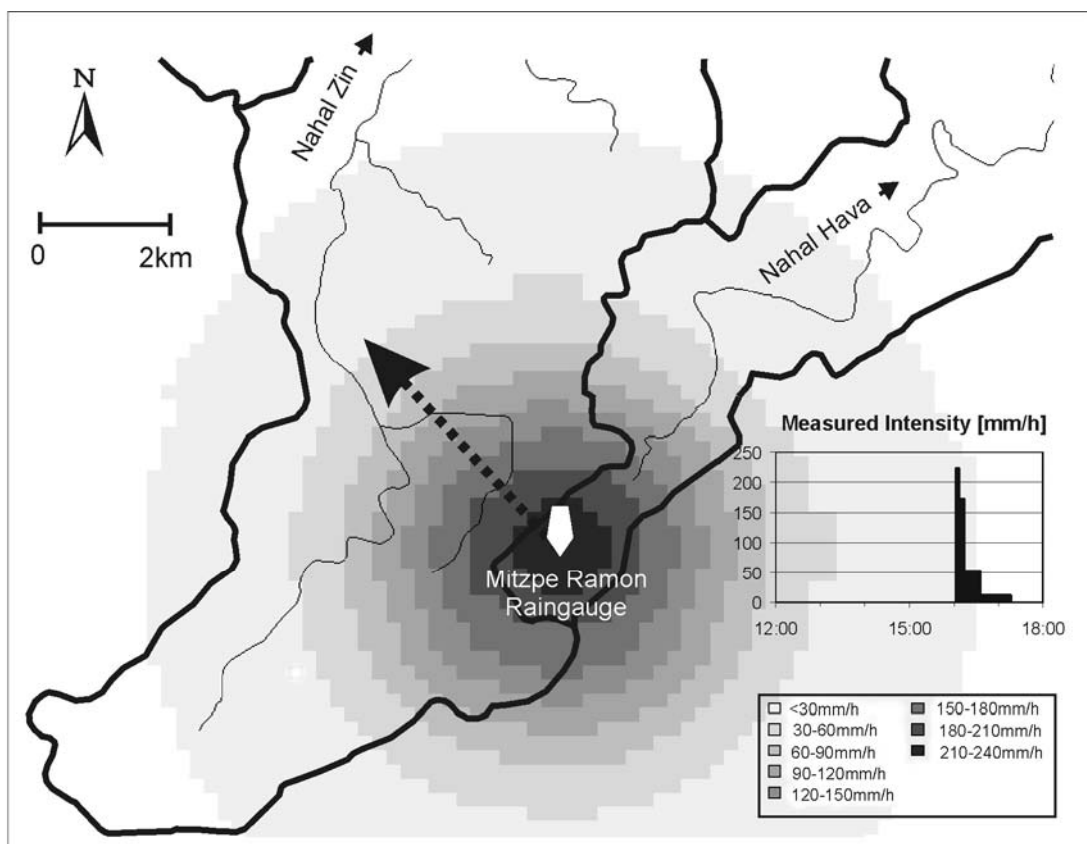 N
0 2km
Nahal Zin
Nahal Hava
Mitzpe Ramon
Raingauge
Measured Intensity [mm/h]
250
200
150
100
50
0
12:00 15:00 18:00
<30mm/h
30-60mm/h
60-90mm/h
90-120mm/h
120-150mm/h
150-180mm/h
180-210mm/h
210-240mm/h